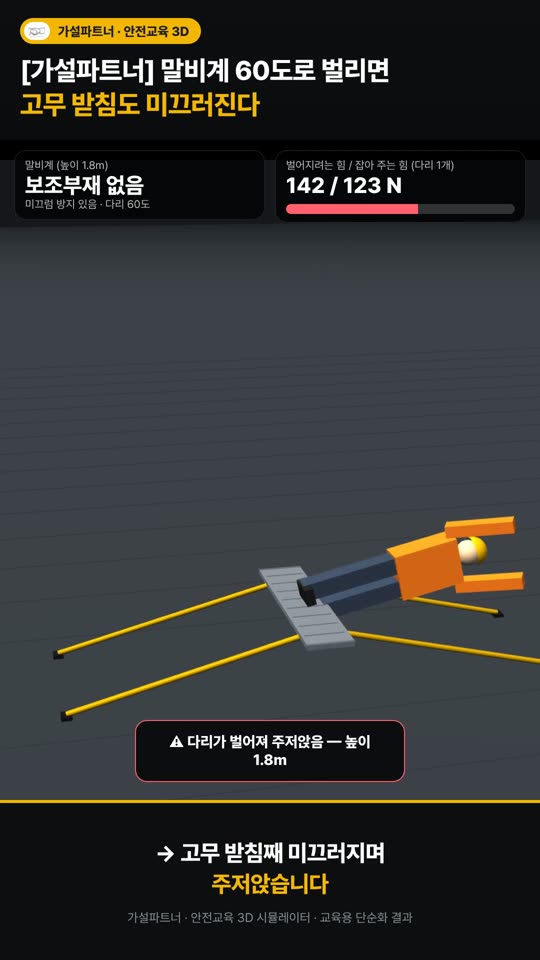 가설파트너 · 안전교육 3D
[가설파트너] 말비계 60도로 벌리면
고무 받침도 미끄러진다
말비계 (높이 1.8m)
보조부재 없음
미끄럼 방지 있음 · 다리 60도
벌어지려는 힘 / 잡아 주는 힘 (다리 1개)
142 / 123 N
⚠ 다리가 벌어져 주저앉음 — 높이
1.8m
→ 고무 받침째 미끄러지며
주저앉습니다
가설파트너 · 안전교육 3D 시뮬레이터 · 교육용 단순화 결과